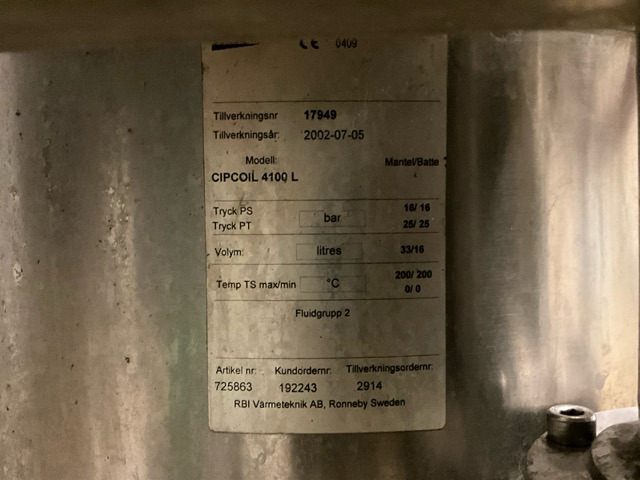 CE 0409
Tillverkningsnr 17949
Tillverkningsår: 2002-07-05
Modell: Mantel/Batte
CIPCOIL 4100 L
Tryck PS bar 16/ 16
Tryck PT 25/ 25
Volym: litres 33/16
Temp TS max/min °C 200/ 200
0/ 0
Fluidgrupp 2
Artikel nr: Kundordernr: Tillverkningsordernr:
725863 192243 2914
RBI Värmeteknik AB, Ronneby Sweden